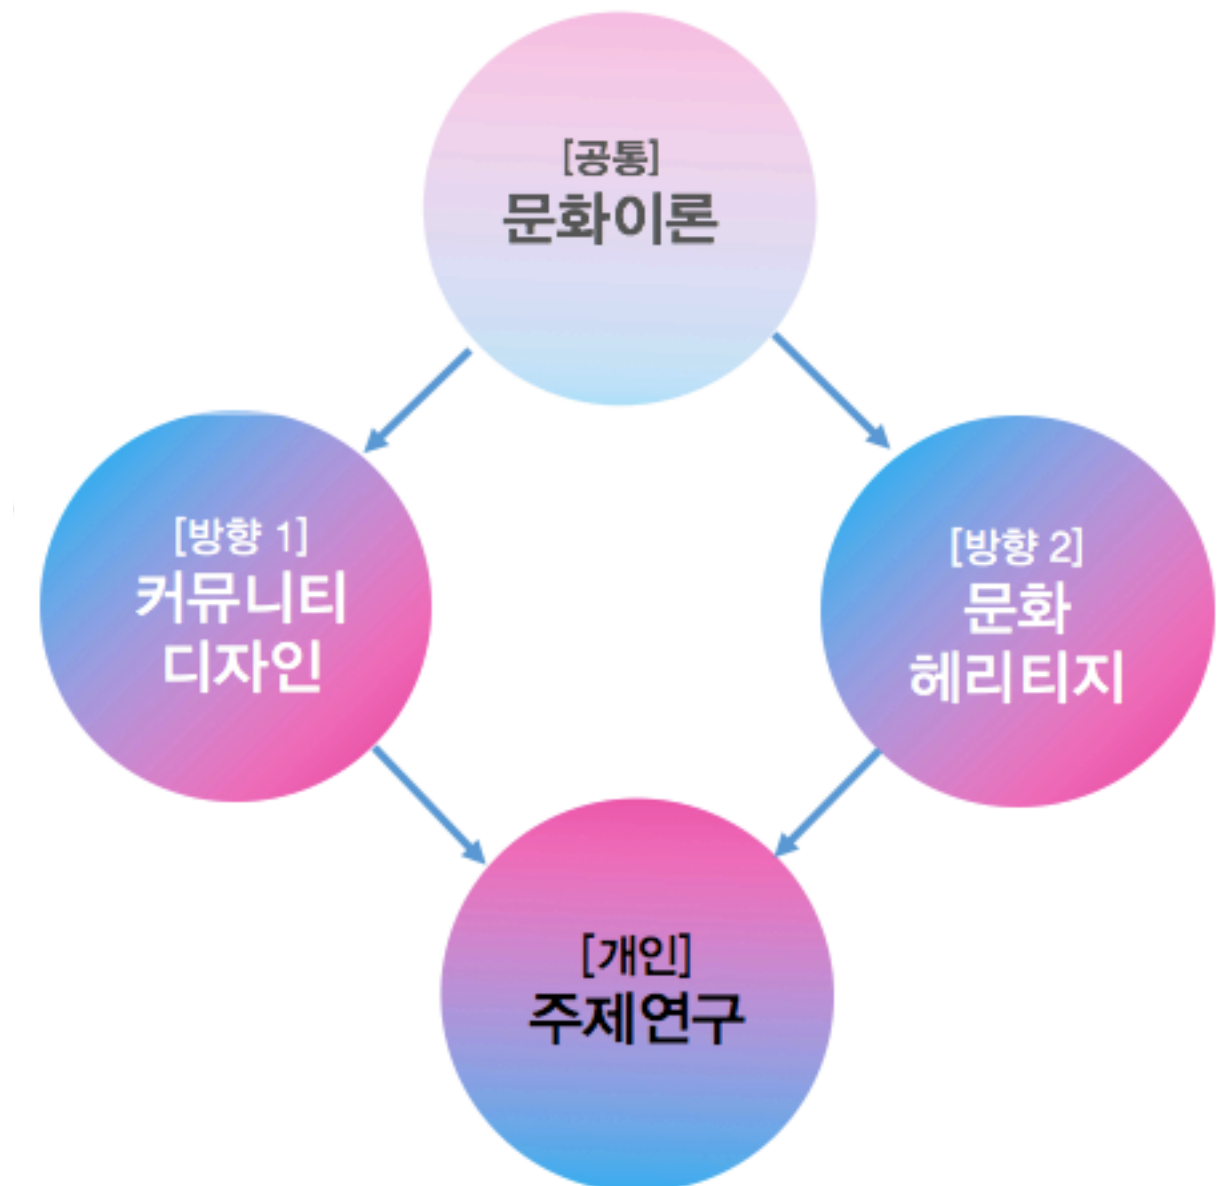 [공통]
문화이론
[방향 1]
커뮤니티
디자인
[방향 2]
문화
헤리티지
[개인]
주제연구